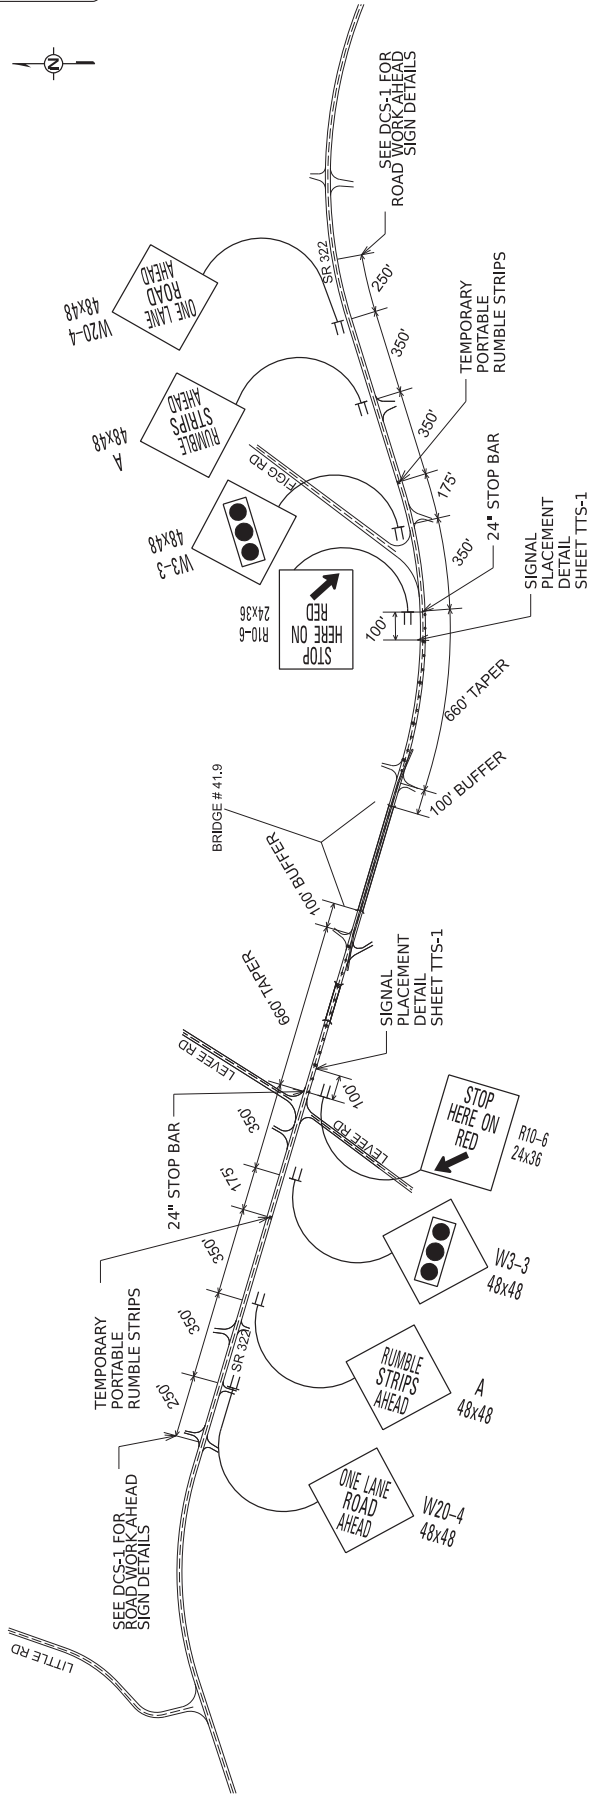 N
SEE DCS-1 FOR
ROAD WORK AHEAD
SIGN DETAILS
SR 322
250'
350'
350'
175'
350'
ONE LANE
ROAD
AHEAD
W20-4
48x48
TEMPORARY
PORTABLE
RUMBLE STRIPS
RUMBLE
STRIPS
AHEAD
A
48x48
FIGG RD
W3-3
48x48
24" STOP BAR
STOP
HERE ON
RED
R10-6
24x36
SIGNAL
PLACEMENT
DETAIL
SHEET TTS-1
100'
660' TAPER
100' BUFFER
BRIDGE # 41.9
100' BUFFER
660' TAPER
SIGNAL
PLACEMENT
DETAIL
SHEET TTS-1
LEVEE RD
100'
LEVEE RD
24" STOP BAR
STOP
HERE ON
RED
R10-6
24x36
350'
175'
350'
350'
250'
W3-3
48x48
TEMPORARY
PORTABLE
RUMBLE STRIPS
SR 322
RUMBLE
STRIPS
AHEAD
A
48x48
ONE LANE
ROAD
AHEAD
W20-4
48x48
SEE DCS-1 FOR
ROAD WORK AHEAD
SIGN DETAILS
LITTLE RD